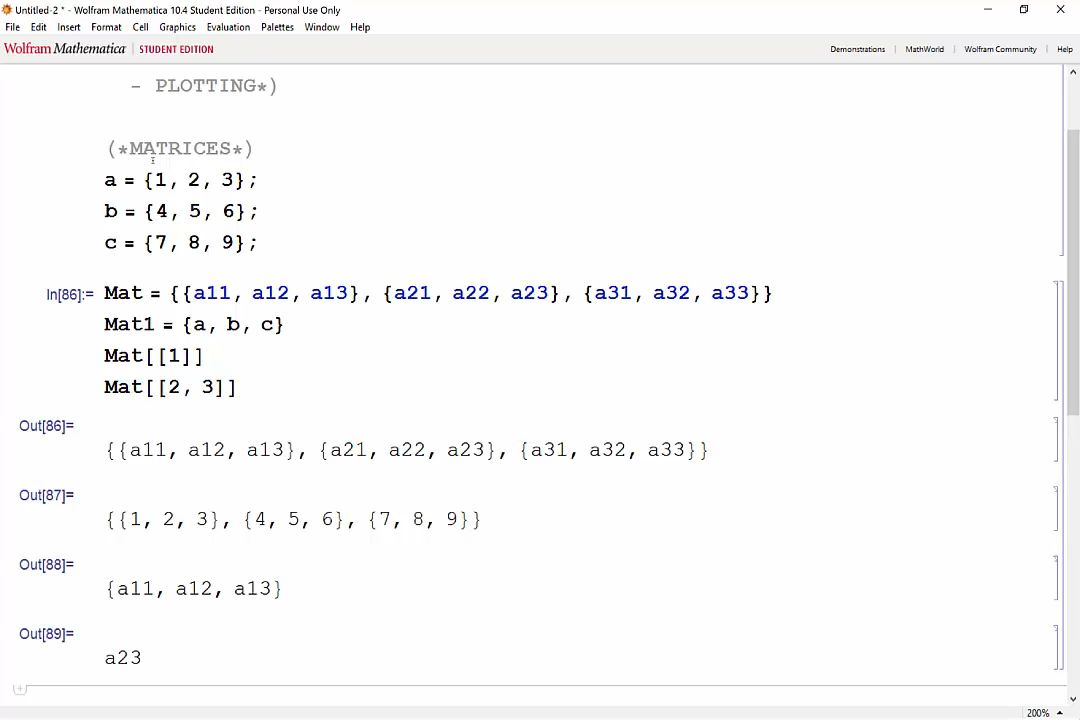 Untitled-2 * - Wolfram Mathematica 10.4 Student Edition - Personal Use Only
File Edit Insert Format Cell Graphics Evaluation Palettes Window Help
Wolfram Mathematica | STUDENT EDITION Demonstrations | MathWorld | Wolfram Community | Help
- PLOTTING*)
(*MATRICES*)
a = {1, 2, 3};
b = {4, 5, 6};
c = {7, 8, 9};
In[86]:= Mat = {{a11, a12, a13}, {a21, a22, a23}, {a31, a32, a33}}
Mat1 = {a, b, c}
Mat[[1]]
Mat[[2, 3]]
Out[86]=
{{a11, a12, a13}, {a21, a22, a23}, {a31, a32, a33}}
Out[87]=
{{1, 2, 3}, {4, 5, 6}, {7, 8, 9}}
Out[88]=
{a11, a12, a13}
Out[89]=
a23
200%